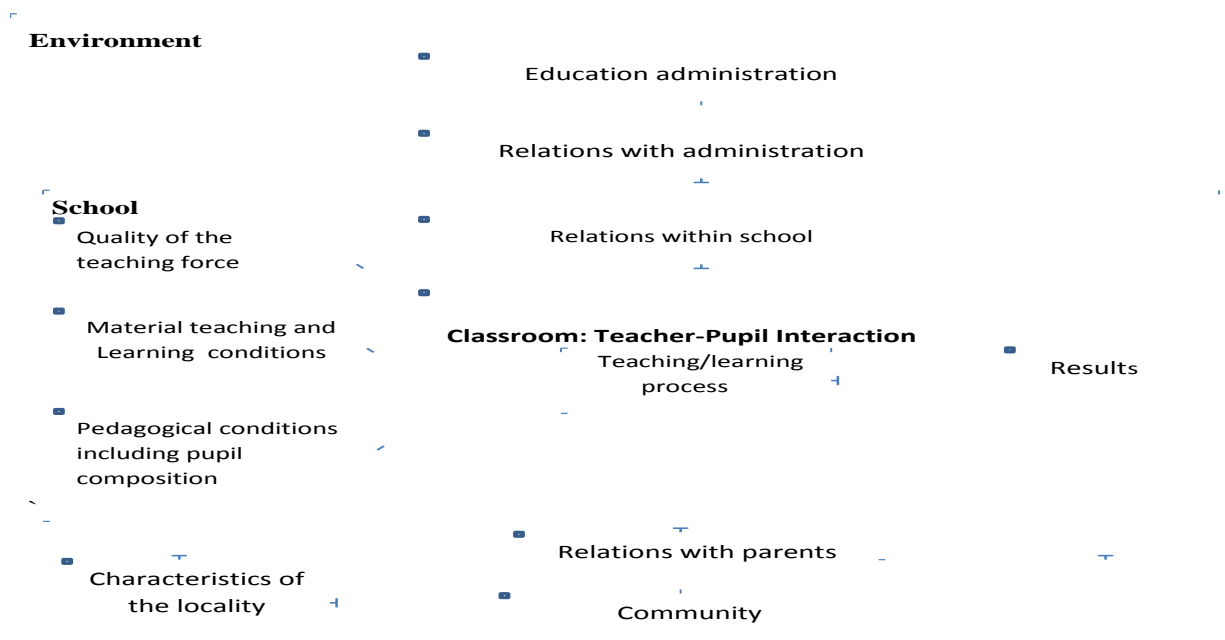 Environment
Education administration
Relations with administration
School
Quality of the
teaching force
Relations within school
Material teaching and
Learning conditions
Classroom: Teacher-Pupil Interaction
Teaching/learning
process
Results
Pedagogical conditions
including pupil
composition
Relations with parents
Characteristics of
the locality
Community